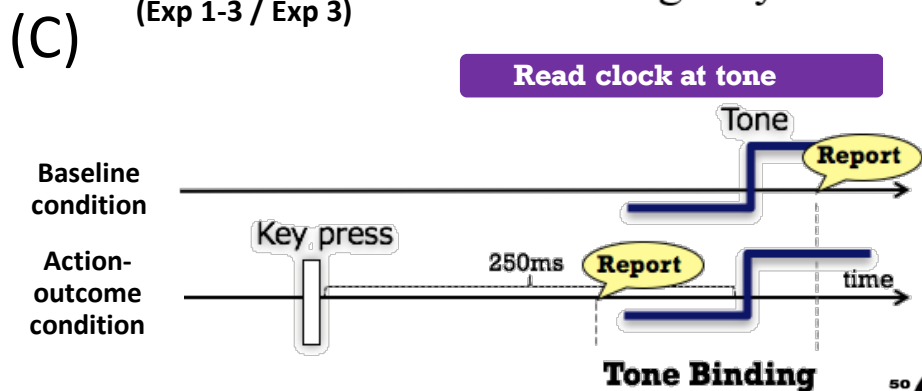 (Exp 1-3 / Exp 3)
(C)
Read clock at tone
Tone
Baseline
condition
Report
Key press
Action-
outcome
condition
250ms
Report
time
Tone Binding
50